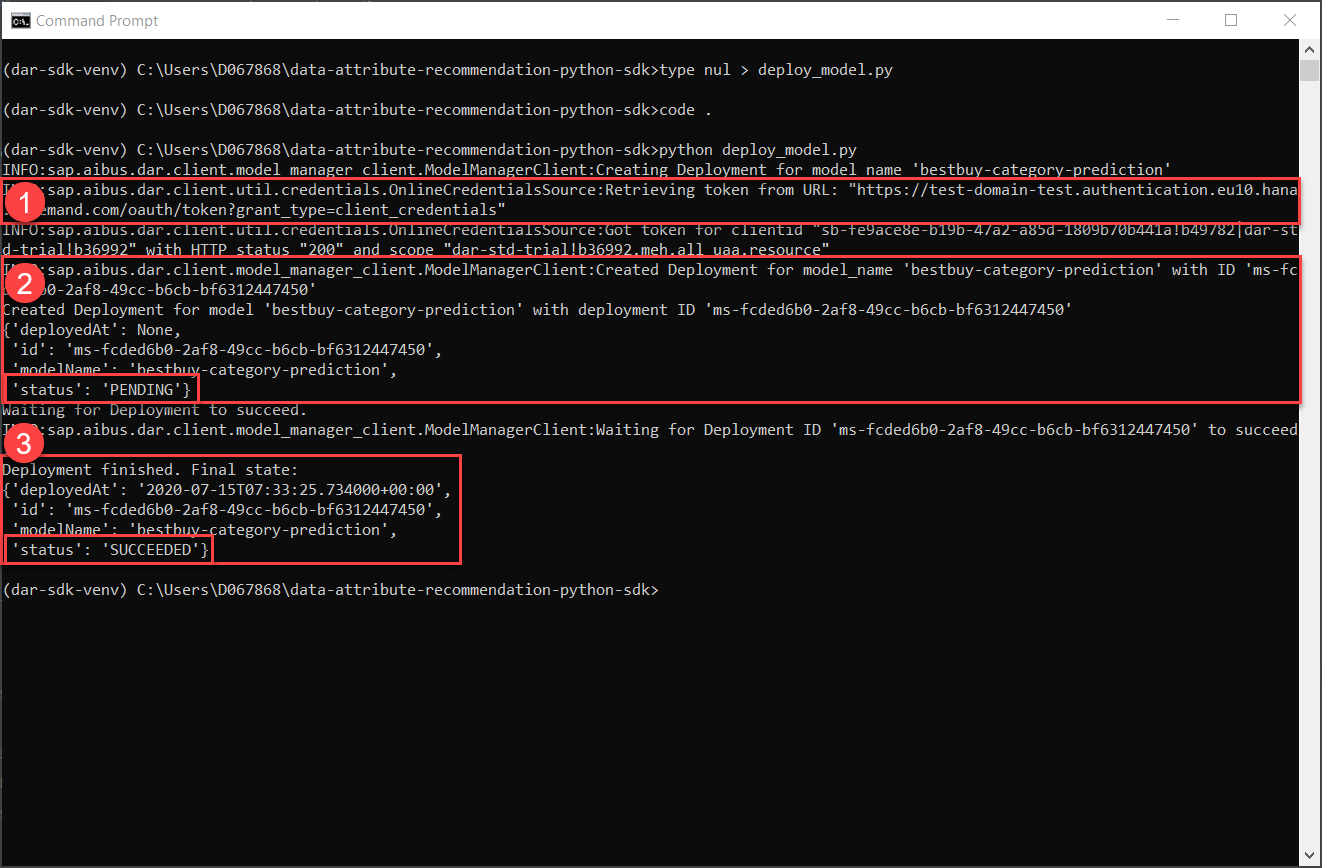 Command Prompt
(dar-sdk-venv) C:\Users\D067868\data-attribute-recommendation-python-sdk>type nul > deploy_model.py
(dar-sdk-venv) C:\Users\D067868\data-attribute-recommendation-python-sdk>code .
(dar-sdk-venv) C:\Users\D067868\data-attribute-recommendation-python-sdk>python deploy_model.py
INFO:sap.aibus.dar.client.model_manager_client.ModelManagerClient:Creating Deployment for model name 'bestbuy-category-prediction'
1
:sap.aibus.dar.client.util.credentials.OnlineCredentialsSource:Retrieving token from URL: "https://test-domain-test.authentication.eu10.hana
emand.com/oauth/token?grant_type=client_credentials"
INFO:sap.aibus.dar.client.util.credentials.OnlineCredentialsSource:Got token for clientid "sb-fe9ace8e-b19b-47a2-a85d-1809b70b441a!b49782|dar-st
d-trial!b36992" with HTTP status "200" and scope "dar-std-trial!b36992.meh.all uaa.resource"
2
:sap.aibus.dar.client.model_manager_client.ModelManagerClient:Created Deployment for model_name 'bestbuy-category-prediction' with ID 'ms-fc
0-2af8-49cc-b6cb-bf6312447450'
Created Deployment for model 'bestbuy-category-prediction' with deployment ID 'ms-fcded6b0-2af8-49cc-b6cb-bf6312447450'
{'deployedAt': None,
'id': 'ms-fcded6b0-2af8-49cc-b6cb-bf6312447450',
'modelName': 'bestbuy-category-prediction',
'status': 'PENDING'}
Waiting for Deployment to succeed.
3
:sap.aibus.dar.client.model_manager_client.ModelManagerClient:Waiting for Deployment ID 'ms-fcded6b0-2af8-49cc-b6cb-bf6312447450' to succeed
Deployment finished. Final state:
{'deployedAt': '2020-07-15T07:33:25.734000+00:00',
'id': 'ms-fcded6b0-2af8-49cc-b6cb-bf6312447450',
'modelName': 'bestbuy-category-prediction',
'status': 'SUCCEEDED'}
(dar-sdk-venv) C:\Users\D067868\data-attribute-recommendation-python-sdk>